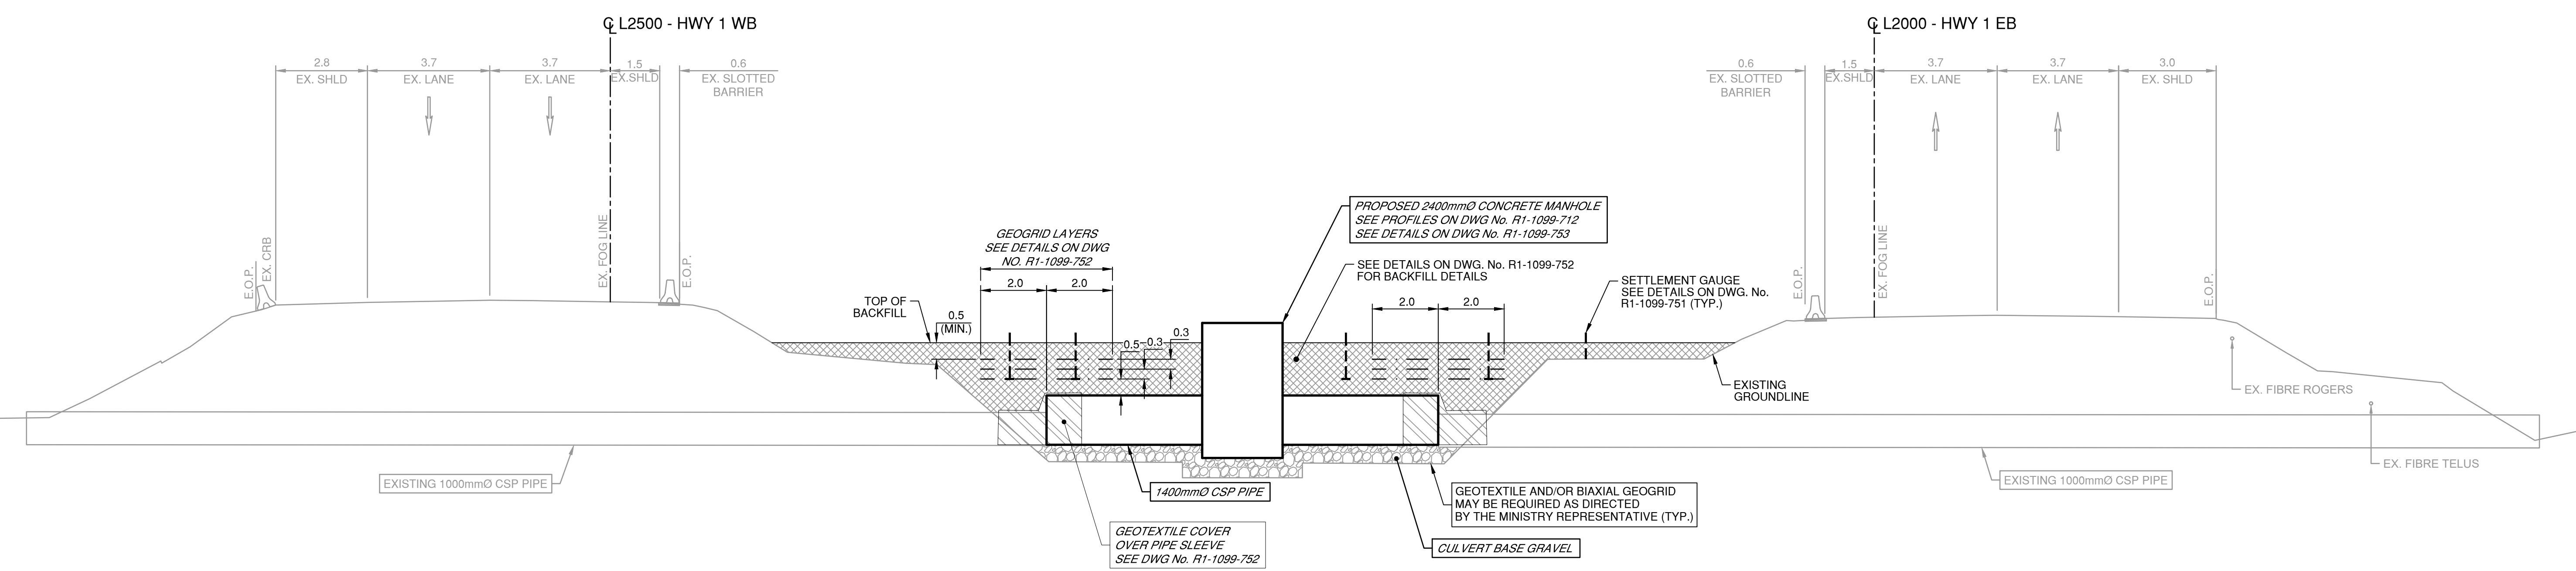 ℄ L2500 - HWY 1 WB
℄ L2000 - HWY 1 EB
2.8
EX. SHLD
3.7
EX. LANE
3.7
EX. LANE
1.5
EX.SHLD
0.6
EX. SLOTTED
BARRIER
0.6
EX. SLOTTED
BARRIER
1.5
EX.SHLD
3.7
EX. LANE
3.7
EX. LANE
3.0
EX. SHLD
E.O.P.
EX. CRB
EX. FOG LINE
E.O.P.
GEOGRID LAYERS
SEE DETAILS ON DWG
NO. R1-1099-752
2.0
2.0
TOP OF
BACKFILL
0.5
(MIN.)
0.5
0.3
0.3
PROPOSED 2400mmØ CONCRETE MANHOLE
SEE PROFILES ON DWG No. R1-1099-712
SEE DETAILS ON DWG No. R1-1099-753
SEE DETAILS ON DWG. No. R1-1099-752
FOR BACKFILL DETAILS
2.0
2.0
SETTLEMENT GAUGE
SEE DETAILS ON DWG. No.
R1-1099-751 (TYP.)
E.O.P.
EX. FOG LINE
E.O.P.
EXISTING
GROUNDLINE
EX. FIBRE ROGERS
EX. FIBRE TELUS
EXISTING 1000mmØ CSP PIPE
1400mmØ CSP PIPE
GEOTEXTILE COVER
OVER PIPE SLEEVE
SEE DWG No. R1-1099-752
GEOTEXTILE AND/OR BIAXIAL GEOGRID
MAY BE REQUIRED AS DIRECTED
BY THE MINISTRY REPRESENTATIVE (TYP.)
CULVERT BASE GRAVEL
EXISTING 1000mmØ CSP PIPE